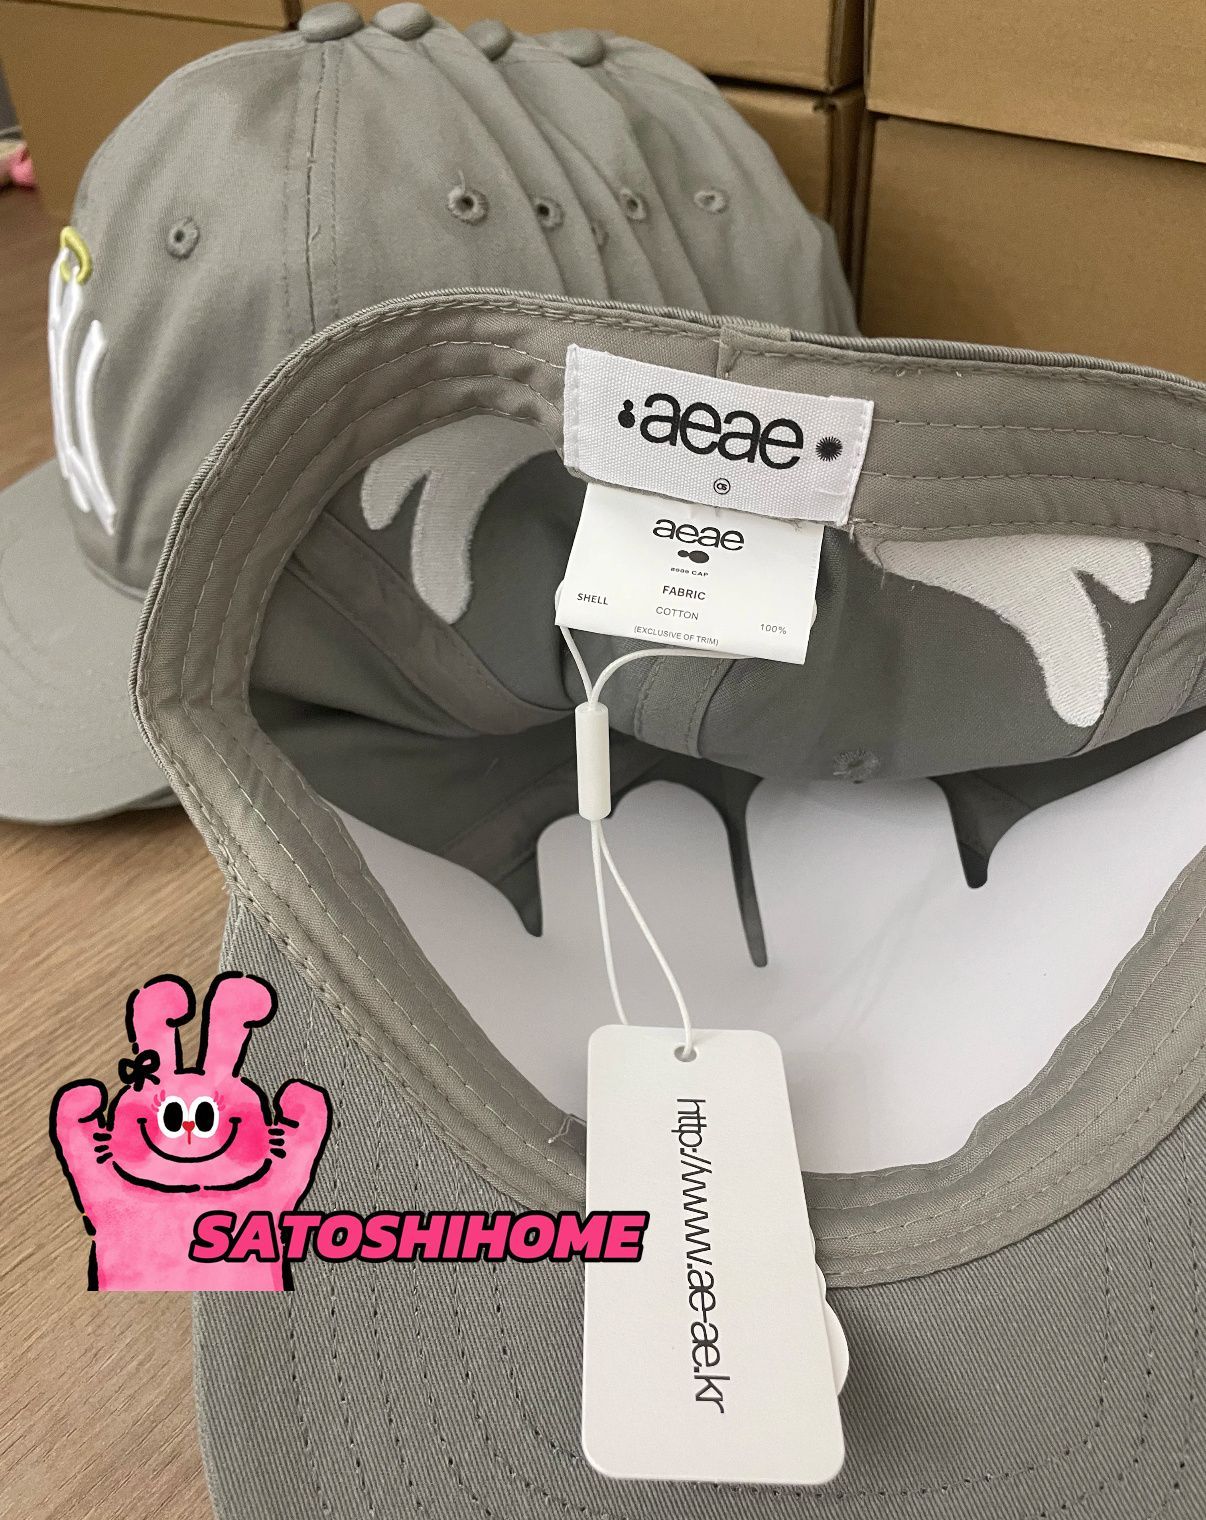 aeae
aeae
aeae CAP
FABRIC
SHELL
COTTON
100%
(EXCLUSIVE OF TRIM)
http://www.ae-ae.kr
SATOSHIHOME